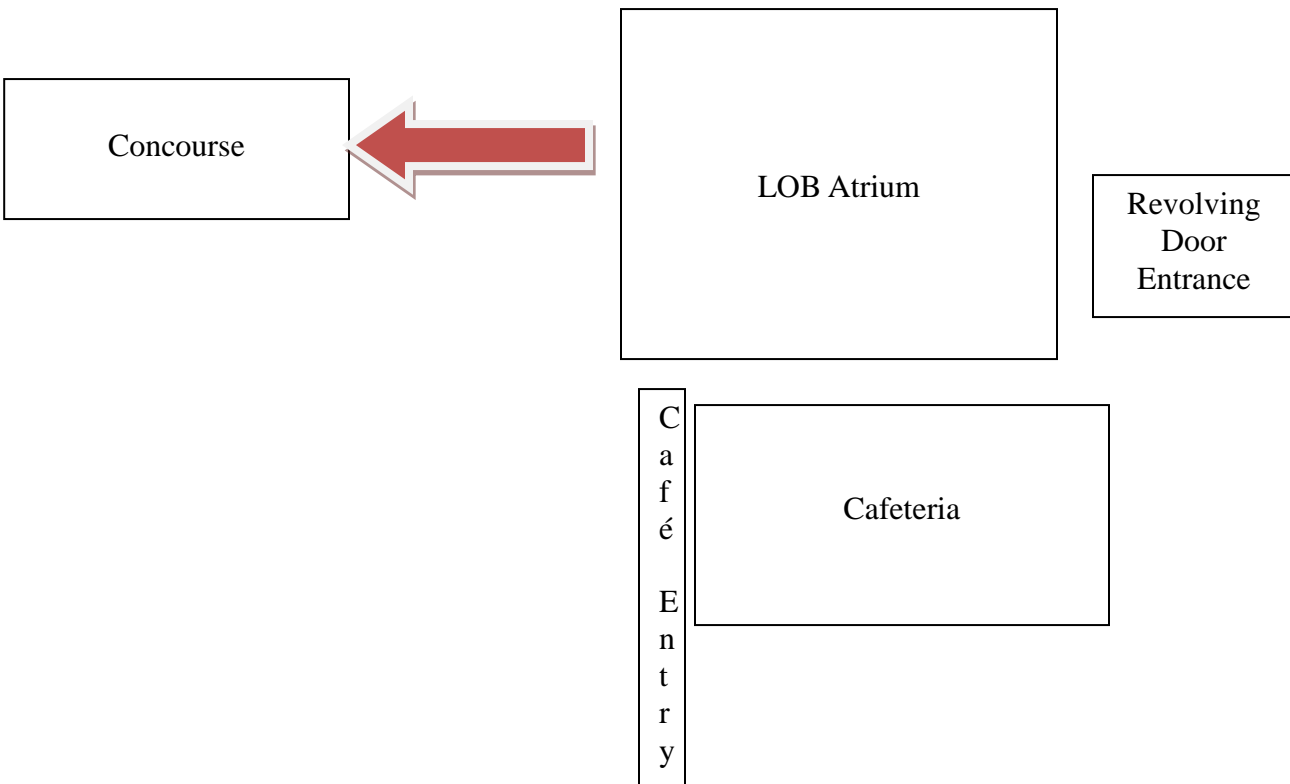 Concourse
LOB Atrium
Revolving
Door
Entrance
C
a
f
é
E
n
t
r
y
Cafeteria